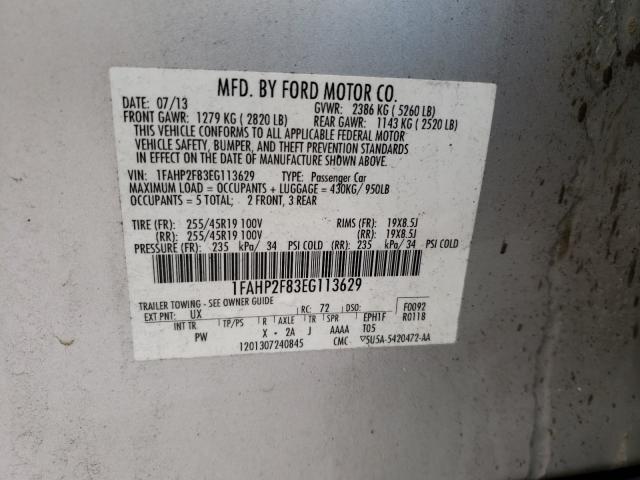 MFD. BY FORD MOTOR CO.
DATE: 07/13 GVWR: 2386 KG ( 5260 LB)
FRONT GAWR: 1279 KG ( 2820 LB) REAR GAWR: 1143 KG ( 2520 LB)
THIS VEHICLE CONFORMS TO ALL APPLICABLE FEDERAL MOTOR
VEHICLE SAFETY, BUMPER, AND THEFT PREVENTION STANDARDS
IN EFFECT ON THE DATE OF MANUFACTURE SHOWN ABOVE.
VIN: 1FAHP2F83EG113629 TYPE: Passenger Car
MAXIMUM LOAD = OCCUPANTS + LUGGAGE = 430KG/ 950LB
OCCUPANTS = 5 TOTAL; 2 FRONT, 3 REAR
TIRE (FR): 255/45R19 100V RIMS (FR): 19X8.5J
(RR): 255/45R19 100V (RR): 19X8.5J
PRESSURE (FR): 235 kPa/ 34 PSI COLD (RR): 235 kPa/ 34 PSI COLD
1FAHP2F83EG113629
TRAILER TOWING - SEE OWNER GUIDE
EXT PNT: UX RC: 72 DSO: F0092
INT TR TP/PS R AXLE TR SPR EPH1F R0118
PW X - 2A J AAAA T05
1201307240845 CMC ▽5U5A-5420472-AA